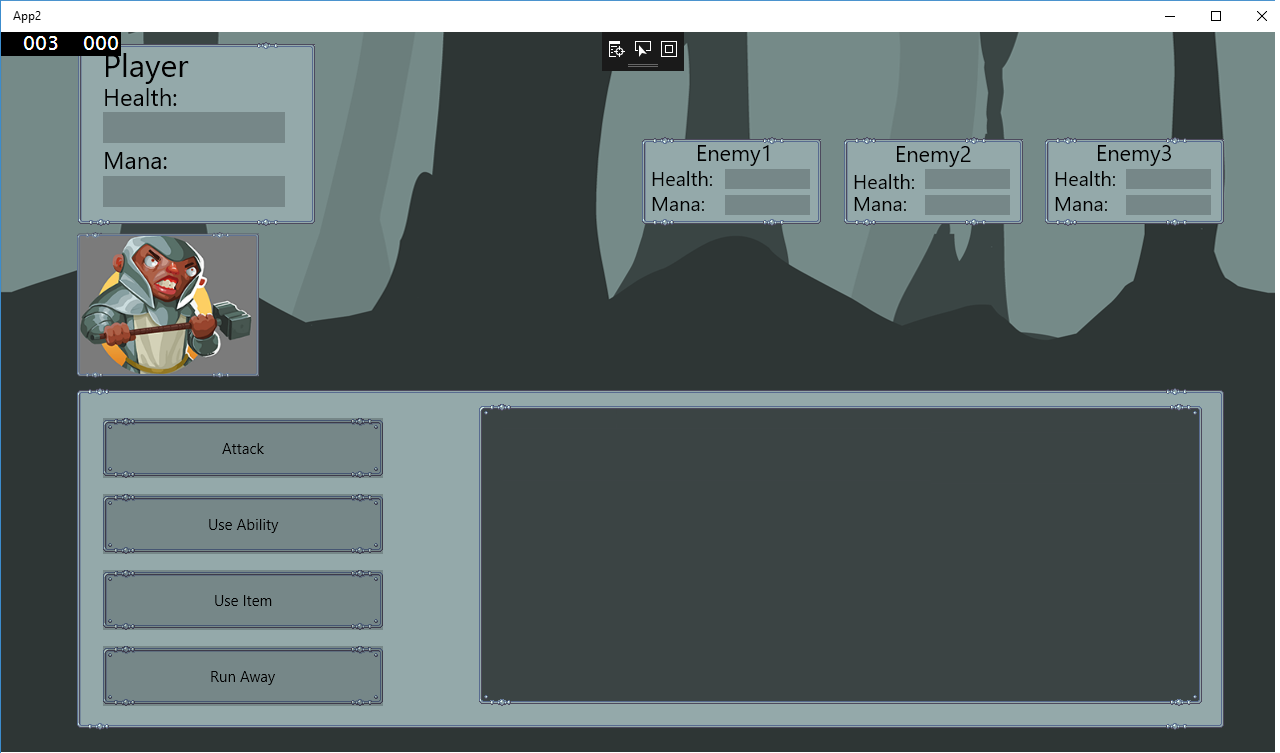 App2
003 000
Player
Health:
Mana:
Enemy1
Health:
Mana:
Enemy2
Health:
Mana:
Enemy3
Health:
Mana:
Attack
Use Ability
Use Item
Run Away